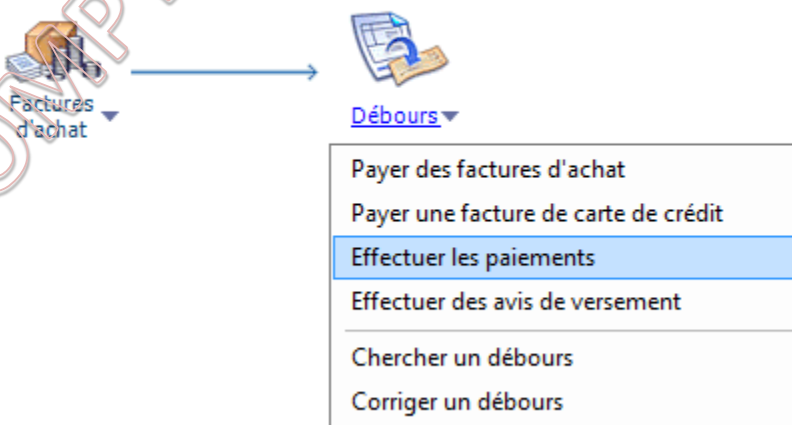 Factures
d'achat
Débours
Payer des factures d'achat
Payer une facture de carte de crédit
Effectuer les paiements
Effectuer des avis de versement
Chercher un débours
Corriger un débours